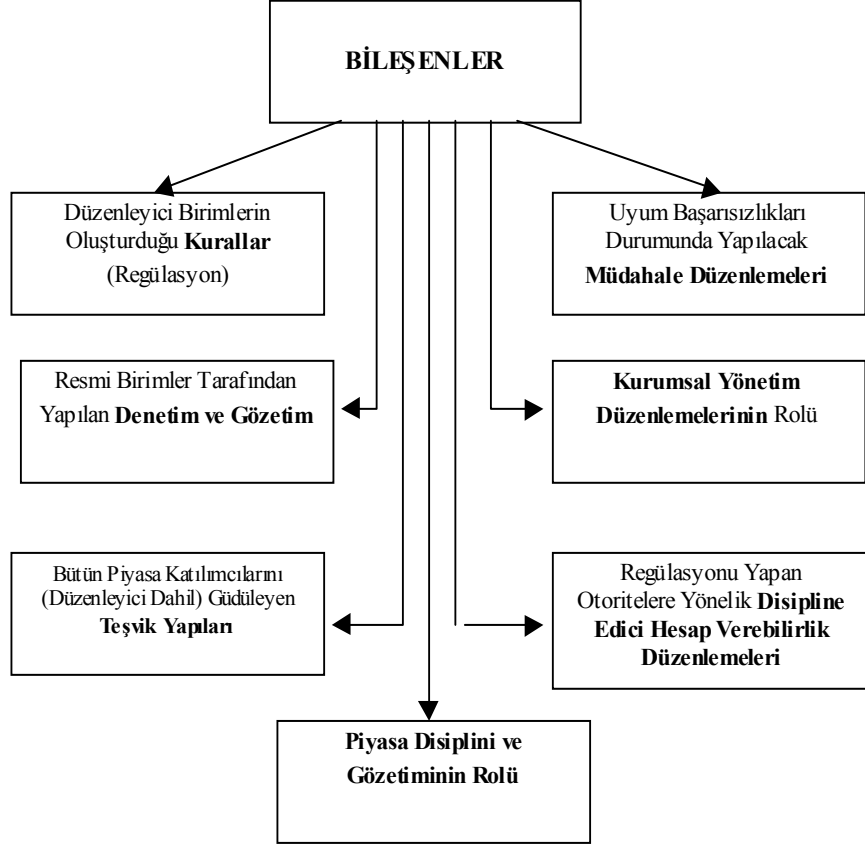 BİLEŞENLER
Düzenleyici Birimlerin
Oluşturduğu Kurallar
(Regülasyon)
Uyum Başarısızlıkları
Durumunda Yapılacak
Müdahale Düzenlemeleri
Resmi Birimler Tarafından
Yapılan Denetim ve Gözetim
Kurumsal Yönetim
Düzenlemelerinin Rolü
Bütün Piyasa Katılımcılarını
(Düzenleyici Dahil) Güdüleyen
Teşvik Yapıları
Regülasyonu Yapan
Otoritelere Yönelik Disipline
Edici Hesap Verebilirlik
Düzenlemeleri
Piyasa Disiplini ve
Gözetiminin Rolü